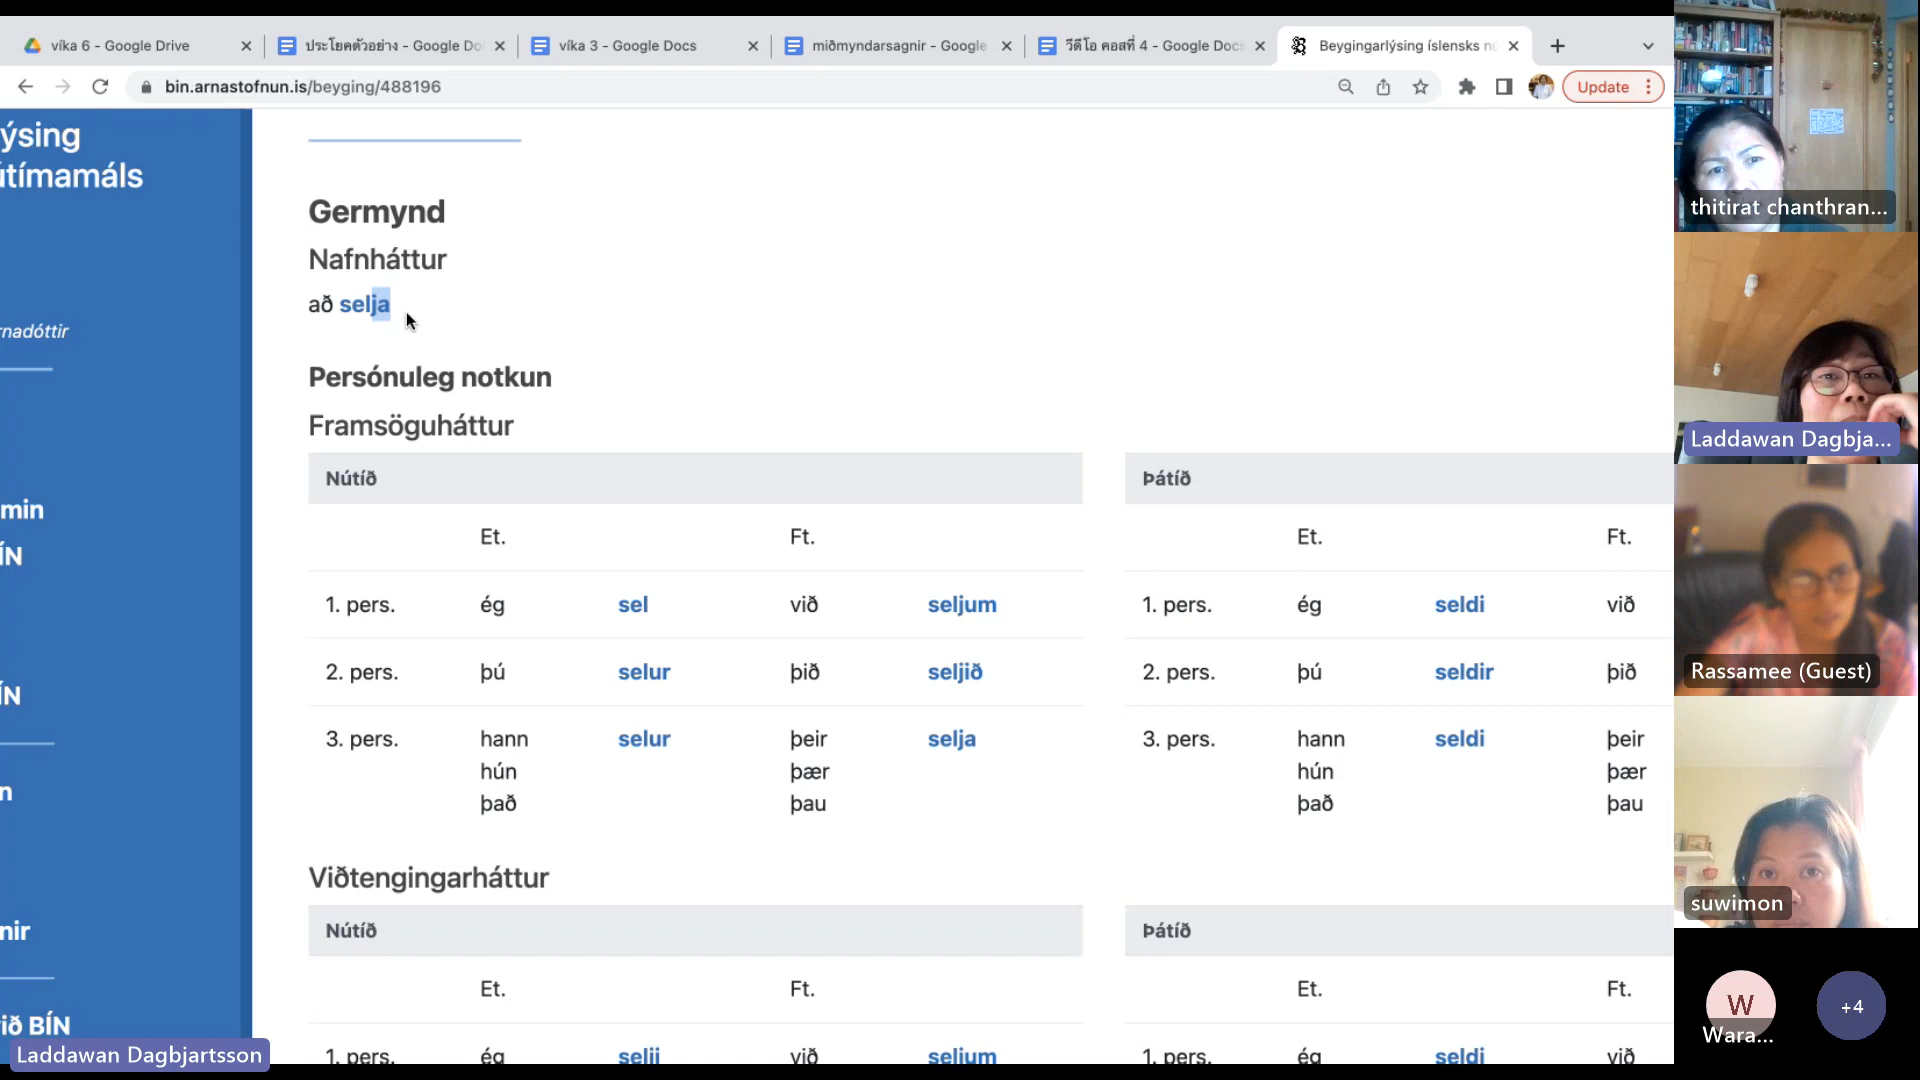 víka 6 - Google Drive
ประโยคตัวอย่าง - Google Do
víka 3 - Google Docs
miðmyndarsagnir - Google
วีดีโอ คอสที่ 4 - Google Docs
Beygingarlýsing íslensks nú
bin.arnastofnun.is/beyging/488196
Update
ýsing
útímamáls
rnadóttir
min
ÍN
ÍN
n
nir
ið BÍN
Germynd
Nafnháttur
að selja
Persónuleg notkun
Framsöguháttur
Nútíð Þátíð
Et. Ft. Et. Ft.
1. pers. ég sel við seljum 1. pers. ég seldi við
2. pers. þú selur þið seljið 2. pers. þú seldir þið
3. pers. hann selur þeir selja 3. pers. hann seldi þeir
hún þær hún þær
það þau það þau
Viðtengingarháttur
Nútíð Þátíð
Et. Ft. Et. Ft.
1. pers. ég selji við seljum 1. pers. ég seldi við
Laddawan Dagbjartsson
thitirat chanthran...
Laddawan Dagbja...
Rassamee (Guest)
suwimon
W
Wara...
+4